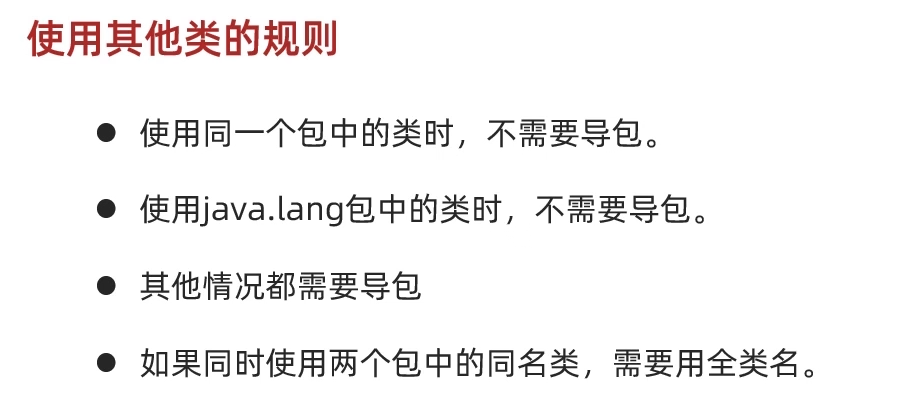 使用其他类的规则
● 使用同一个包中的类时，不需要导包。
● 使用java.lang包中的类时，不需要导包。
● 其他情况都需要导包
● 如果同时使用两个包中的同名类，需要用全类名。